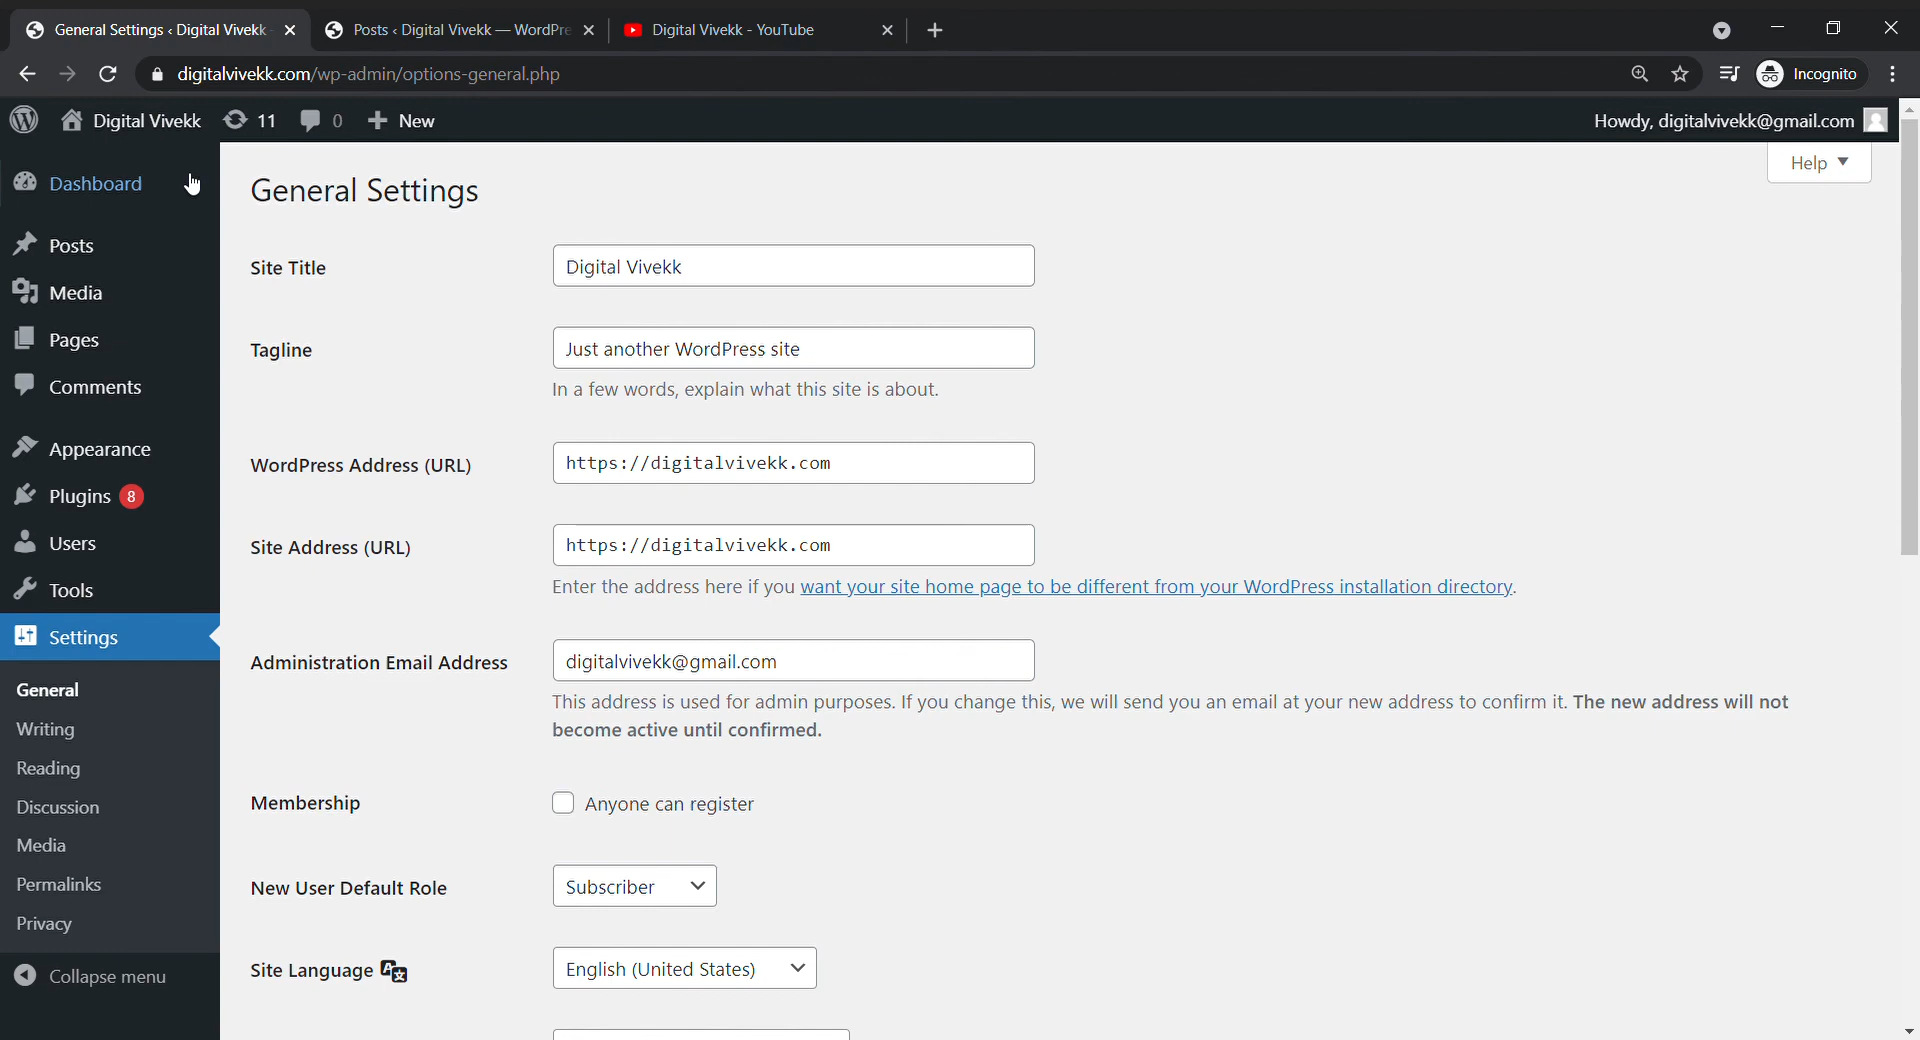 General Settings ‹ Digital Vivekk
Posts ‹ Digital Vivekk — WordPre
Digital Vivekk - YouTube
digitalvivekk.com/wp-admin/options-general.php
Incognito
Digital Vivekk
11
0
New
Howdy, digitalvivekk@gmail.com
Help
Dashboard
Posts
Media
Pages
Comments
Appearance
Plugins 8
Users
Tools
Settings
General
Writing
Reading
Discussion
Media
Permalinks
Privacy
Collapse menu
General Settings
Site Title
Digital Vivekk
Tagline
Just another WordPress site
In a few words, explain what this site is about.
WordPress Address (URL)
https://digitalvivekk.com
Site Address (URL)
https://digitalvivekk.com
Enter the address here if you want your site home page to be different from your WordPress installation directory.
Administration Email Address
digitalvivekk@gmail.com
This address is used for admin purposes. If you change this, we will send you an email at your new address to confirm it. The new address will not
become active until confirmed.
Membership
Anyone can register
New User Default Role
Subscriber
Site Language
English (United States)